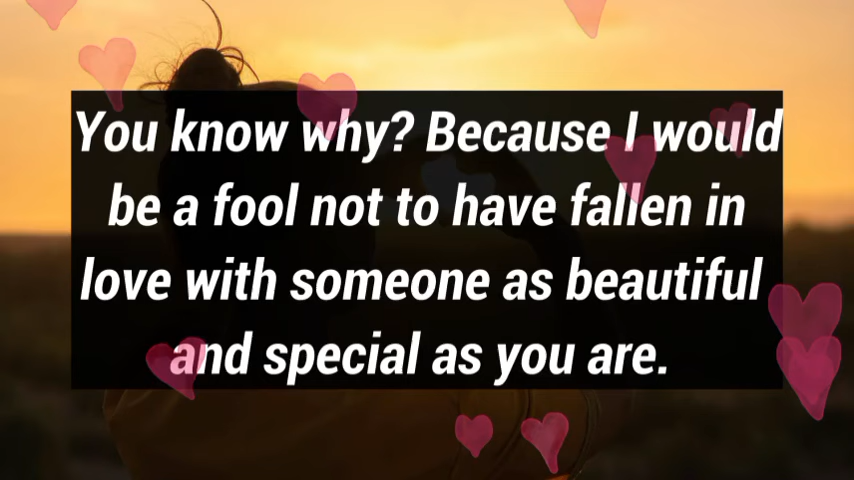 You know why? Because I would
be a fool not to have fallen in
love with someone as beautiful
and special as you are.